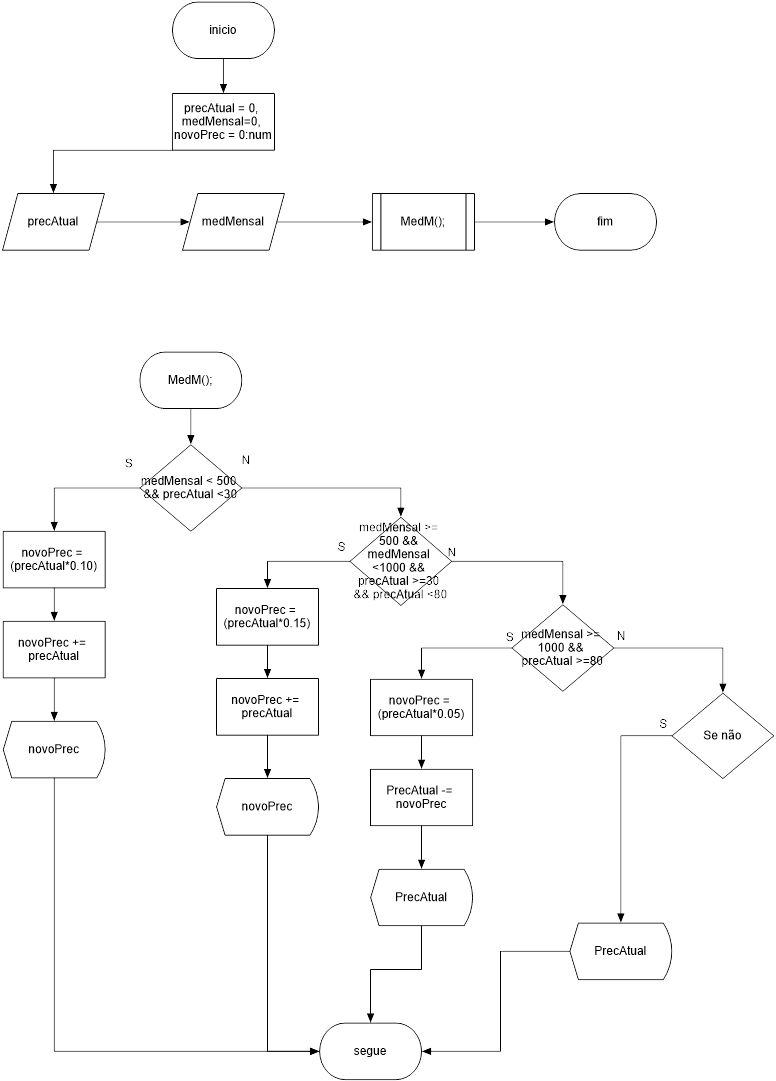 inicio
precAtual = 0,
medMensal=0,
novoPrec = 0:num
precAtual
medMensal
MedM();
fim
MedM();
S
N
medMensal < 500
&& precAtual <30
novoPrec =
(precAtual*0.10)
novoPrec +=
precAtual
novoPrec
S
N
medMensal >=
500 &&
medMensal
<1000 &&
precAtual >=30
&& precAtual <80
novoPrec =
(precAtual*0.15)
novoPrec +=
precAtual
novoPrec
S
N
medMensal >=
1000 &&
precAtual >=80
novoPrec =
(precAtual*0.05)
PrecAtual -=
novoPrec
PrecAtual
S
Se não
PrecAtual
segue